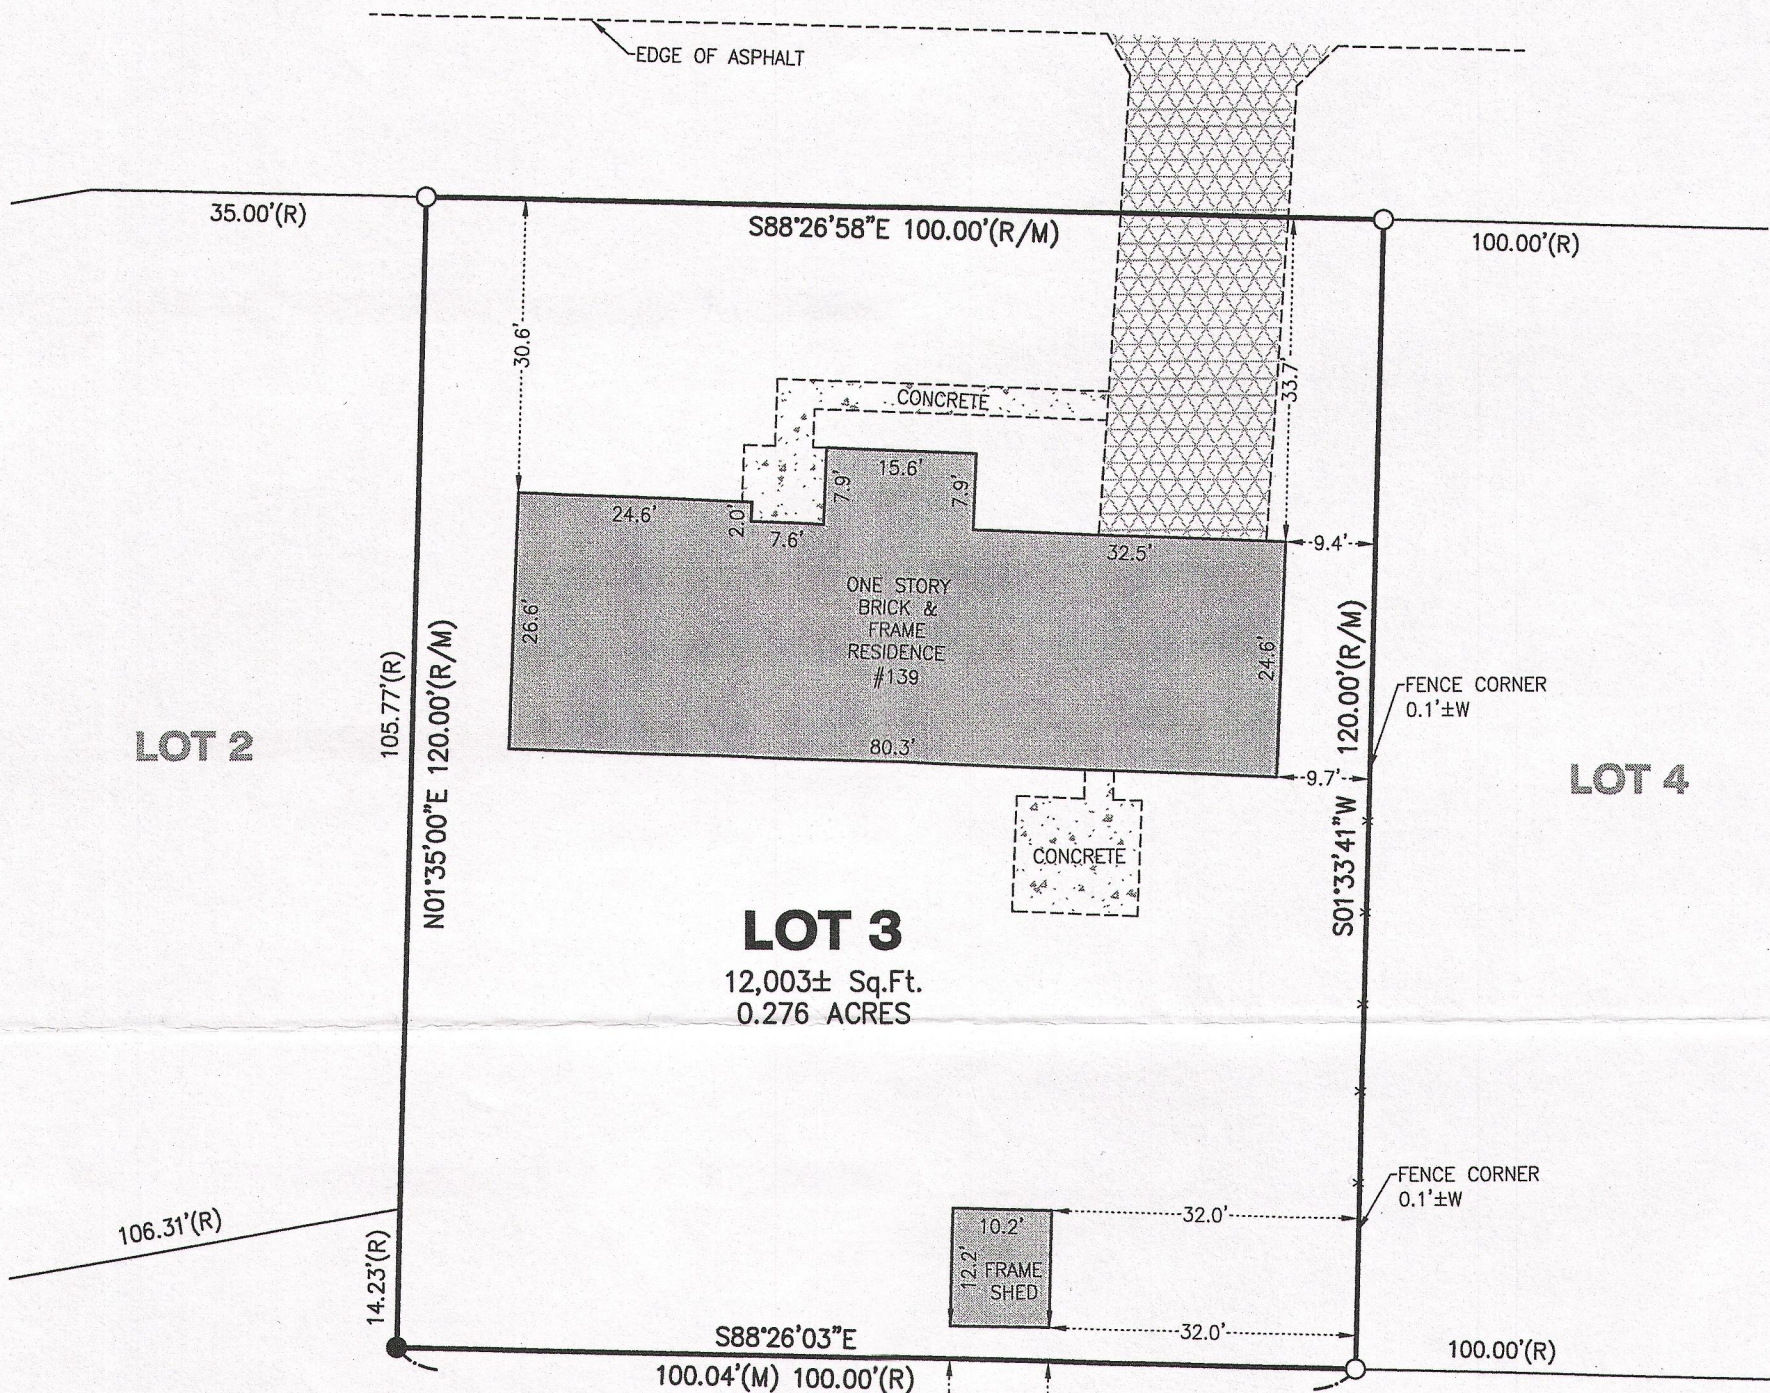 EDGE OF ASPHALT
35.00'(R)
S88°26'58"E 100.00'(R/M)
100.00'(R)
30.6'
33.7'
CONCRETE
15.6'
7.9'
7.9'
24.6'
2.0'
7.6'
32.5'
9.4'
ONE STORY
BRICK &
FRAME
RESIDENCE
#139
26.6'
24.6'
80.3'
9.7'
105.77'(R)
N01°35'00"E 120.00'(R/M)
S01°33'41"W 120.00'(R/M)
FENCE CORNER
0.1'±W
LOT 2
LOT 4
CONCRETE
LOT 3
12,003± Sq.Ft.
0.276 ACRES
FENCE CORNER
0.1'±W
106.31'(R)
14.23'(R)
10.2'
12.2'
FRAME
SHED
32.0'
32.0'
S88°26'03"E
100.04'(M) 100.00'(R)
100.00'(R)